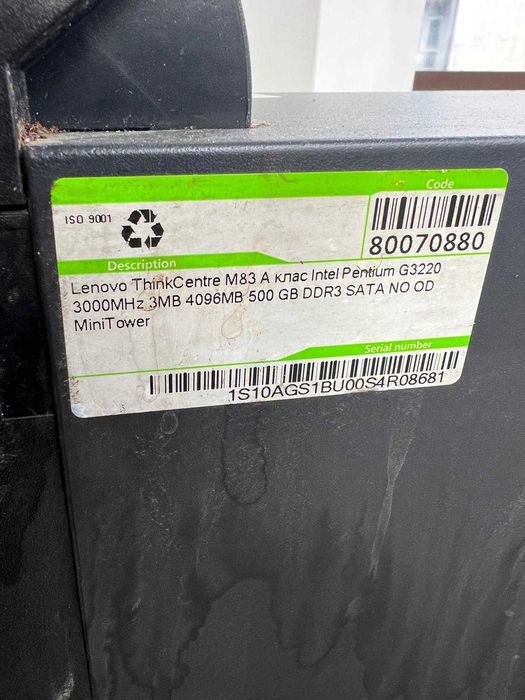 Code
ISO 9001
80070880
Description
Lenovo ThinkCentre M83 А клас Intel Pentium G3220
3000MHz 3MB 4096MB 500 GB DDR3 SATA NO OD
MiniTower
Serial number
1S10AGS1BU00S4R08681